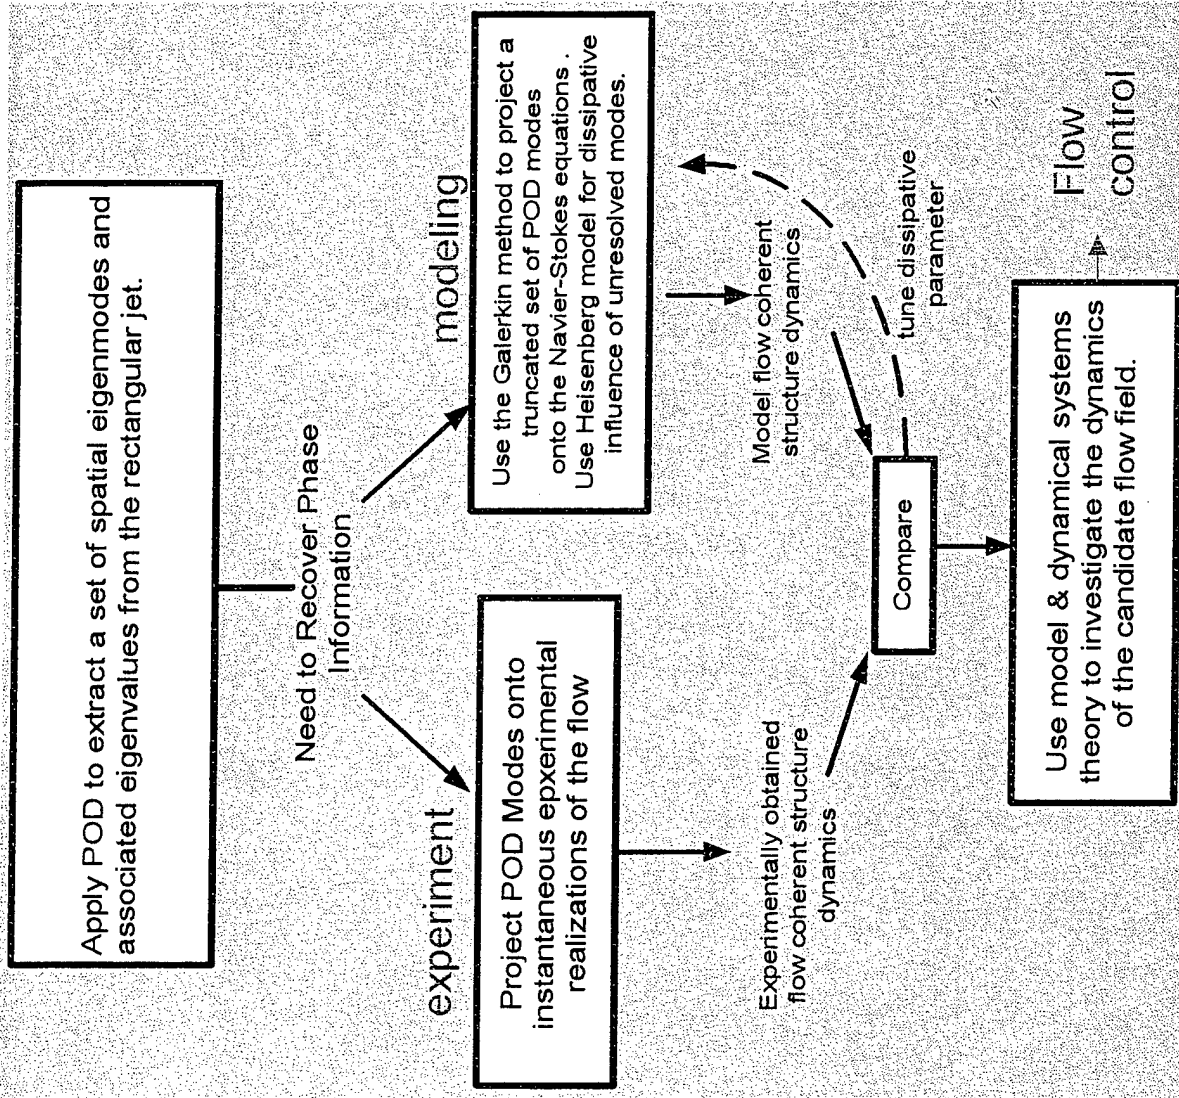 Apply POD to extract a set of spatial eigenmodes and
associated eigenvalues from the rectangular jet.
Need to Recover Phase
Information
experiment
modeling
Project POD Modes onto
instantaneous epxerimental
realizations of the flow
Use the Galerkin method to project a
truncated set of POD modes
onto the Navier-Stokes equations .
Use Heisenberg model for dissipative
influence of unresolved modes.
Experimentally obtained
flow coherent structure
dynamics
Model flow coherent
structure dynamics
tune dissipative
parameter
Compare
Use model & dynamical systems
theory to investigate the dynamics
of the candidate flow field.
Flow
control